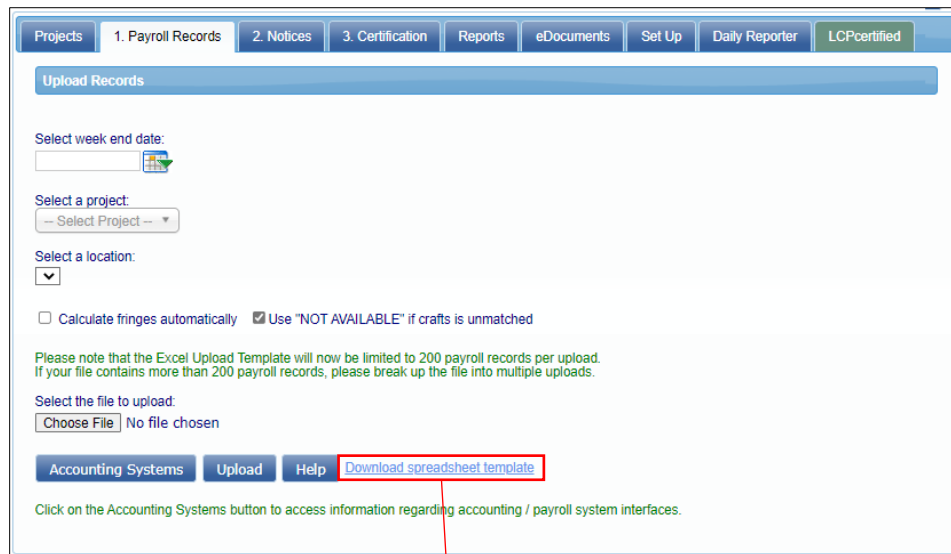 Projects 1. Payroll Records 2. Notices 3. Certification Reports eDocuments Set Up Daily Reporter LCPcertified
Upload Records
Select week end date:
Select a project:
-- Select Project --
Select a location:
Calculate fringes automatically Use "NOT AVAILABLE" if crafts is unmatched
Please note that the Excel Upload Template will now be limited to 200 payroll records per upload.
If your file contains more than 200 payroll records, please break up the file into multiple uploads.
Select the file to upload:
Choose File No file chosen
Accounting Systems Upload Help Download spreadsheet template
Click on the Accounting Systems button to access information regarding accounting / payroll system interfaces.